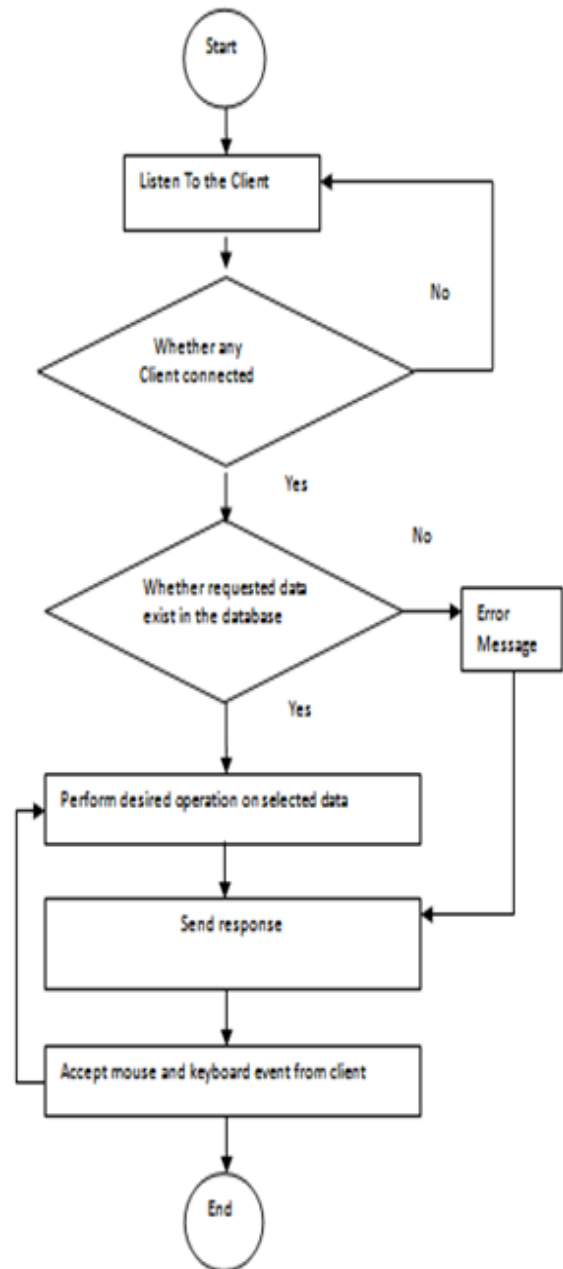 Start
Listen To the Client
No
Whether any
Client connected
Yes
No
Whether requested data
exist in the database
Error
Message
Yes
Perform desired operation on selected data
Send response
Accept mouse and keyboard event from client
End